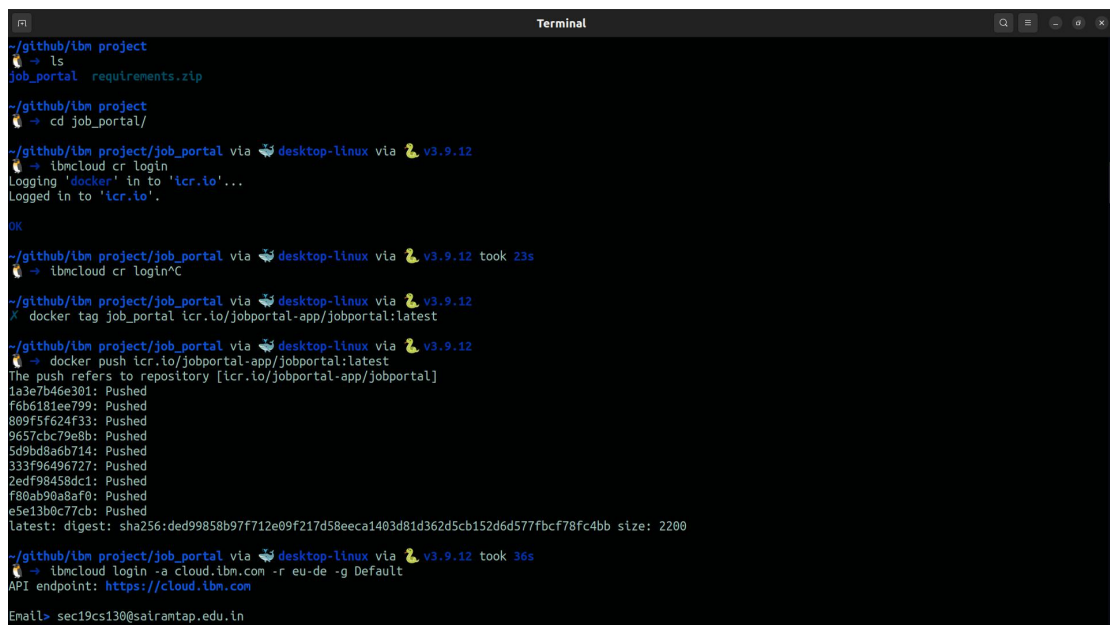 Terminal
~/github/ibm project
→ ls
job_portal requirements.zip
~/github/ibm project
→ cd job_portal/
~/github/ibm project/job_portal via desktop-linux via v3.9.12
→ ibmcloud cr login
Logging 'docker' in to 'icr.io'...
Logged in to 'icr.io'.
OK
~/github/ibm project/job_portal via desktop-linux via v3.9.12 took 23s
→ ibmcloud cr login^C
~/github/ibm project/job_portal via desktop-linux via v3.9.12
✗ docker tag job_portal icr.io/jobportal-app/jobportal:latest
~/github/ibm project/job_portal via desktop-linux via v3.9.12
→ docker push icr.io/jobportal-app/jobportal:latest
The push refers to repository [icr.io/jobportal-app/jobportal]
1a3e7b46e301: Pushed
f6b6181ee799: Pushed
809f5f624f33: Pushed
9657cbc79e8b: Pushed
5d9bd8a6b714: Pushed
333f96496727: Pushed
2edf98458dc1: Pushed
f80ab90a8af0: Pushed
e5e13b0c77cb: Pushed
latest: digest: sha256:ded99858b97f712e09f217d58eeca1403d81d362d5cb152d6d577fbcf78fc4bb size: 2200
~/github/ibm project/job_portal via desktop-linux via v3.9.12 took 36s
→ ibmcloud login -a cloud.ibm.com -r eu-de -g Default
API endpoint: https://cloud.ibm.com
Email> sec19cs130@sairamtap.edu.in